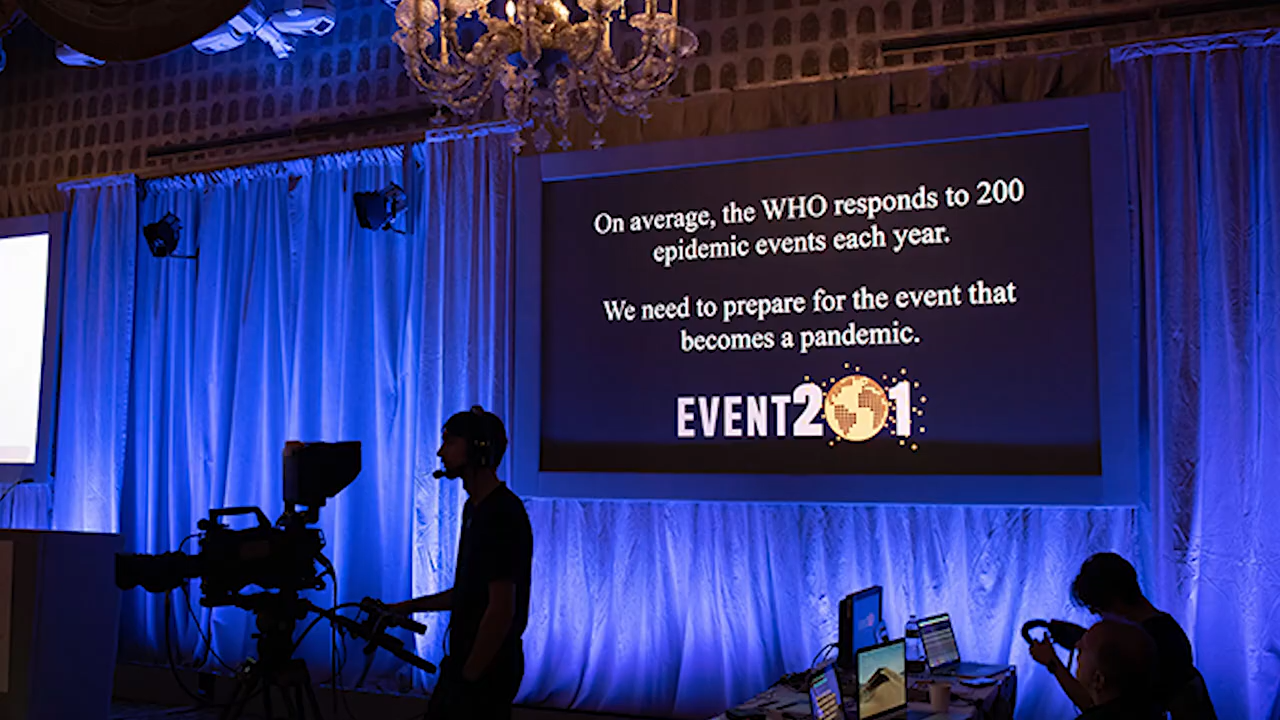 On average, the WHO responds to 200
epidemic events each year.
We need to prepare for the event that
becomes a pandemic.
EVENT201